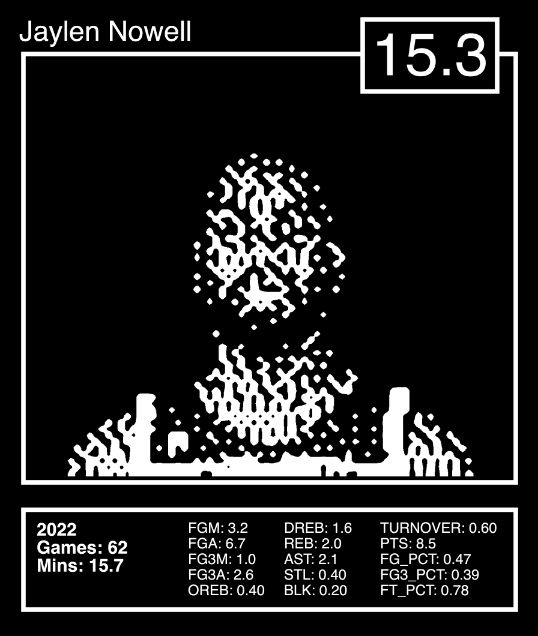 Jaylen Nowell
15.3
2022
Games: 62
Mins: 15.7
FGM: 3.2
FGA: 6.7
FG3M: 1.0
FG3A: 2.6
OREB: 0.40
DREB: 1.6
REB: 2.0
AST: 2.1
STL: 0.40
BLK: 0.20
TURNOVER: 0.60
PTS: 8.5
FG_PCT: 0.47
FG3_PCT: 0.39
FT_PCT: 0.78